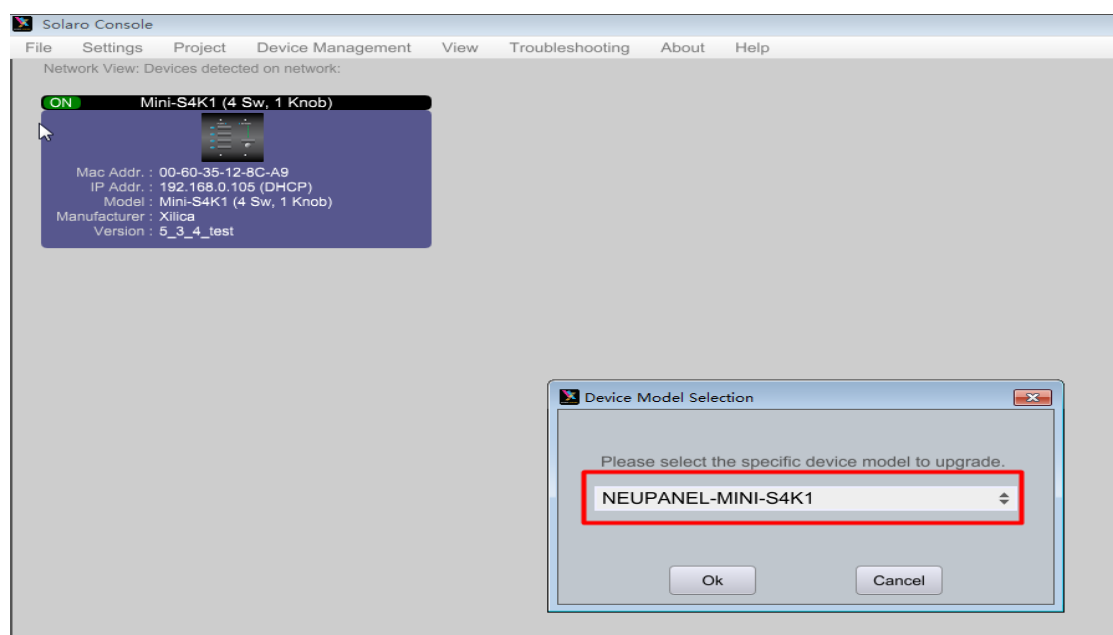 Solaro Console
File Settings Project Device Management View Troubleshooting About Help
Network View: Devices detected on network:
ON Mini-S4K1 (4 Sw, 1 Knob)
Mac Addr. : 00-60-35-12-8C-A9
IP Addr. : 192.168.0.105 (DHCP)
Model : Mini-S4K1 (4 Sw, 1 Knob)
Manufacturer : Xilica
Version : 5_3_4_test
Device Model Selection
Please select the specific device model to upgrade.
NEUPANEL-MINI-S4K1
Ok Cancel